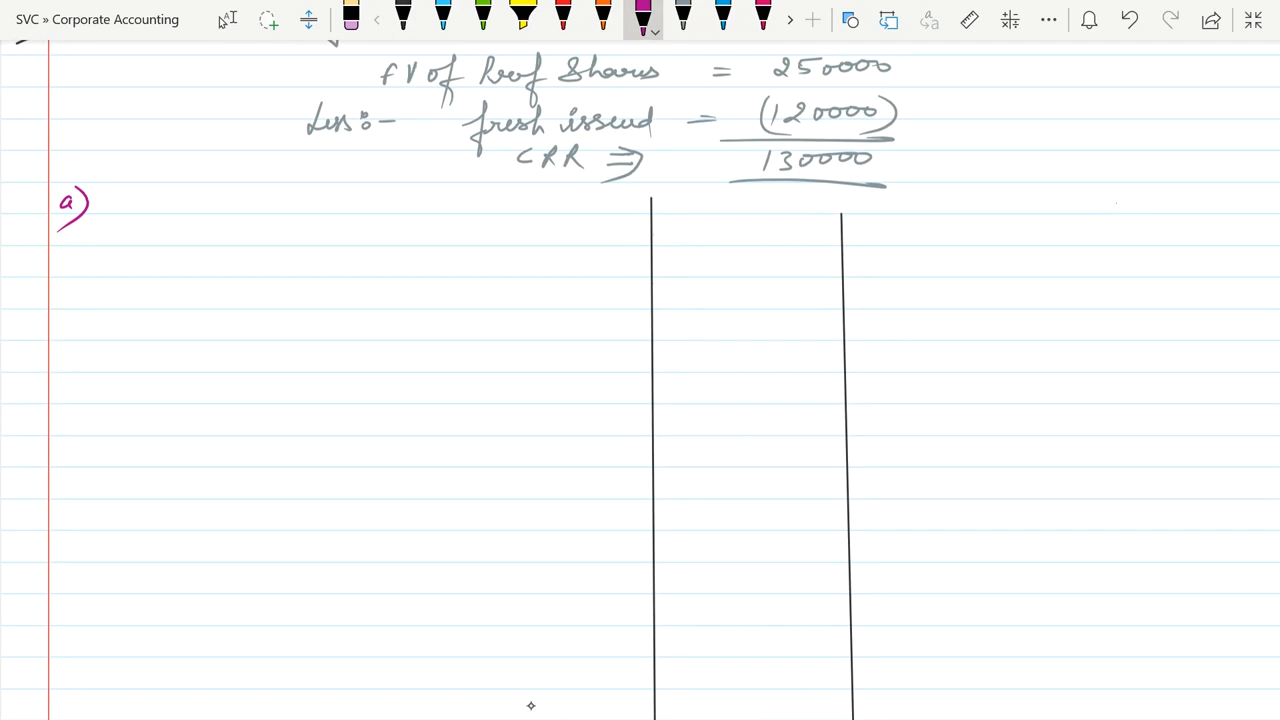 SVC » Corporate Accounting
FV of Pref Shares = 250000
Less:- fresh issued = (120000)
CRR ⇒ 130000
a)